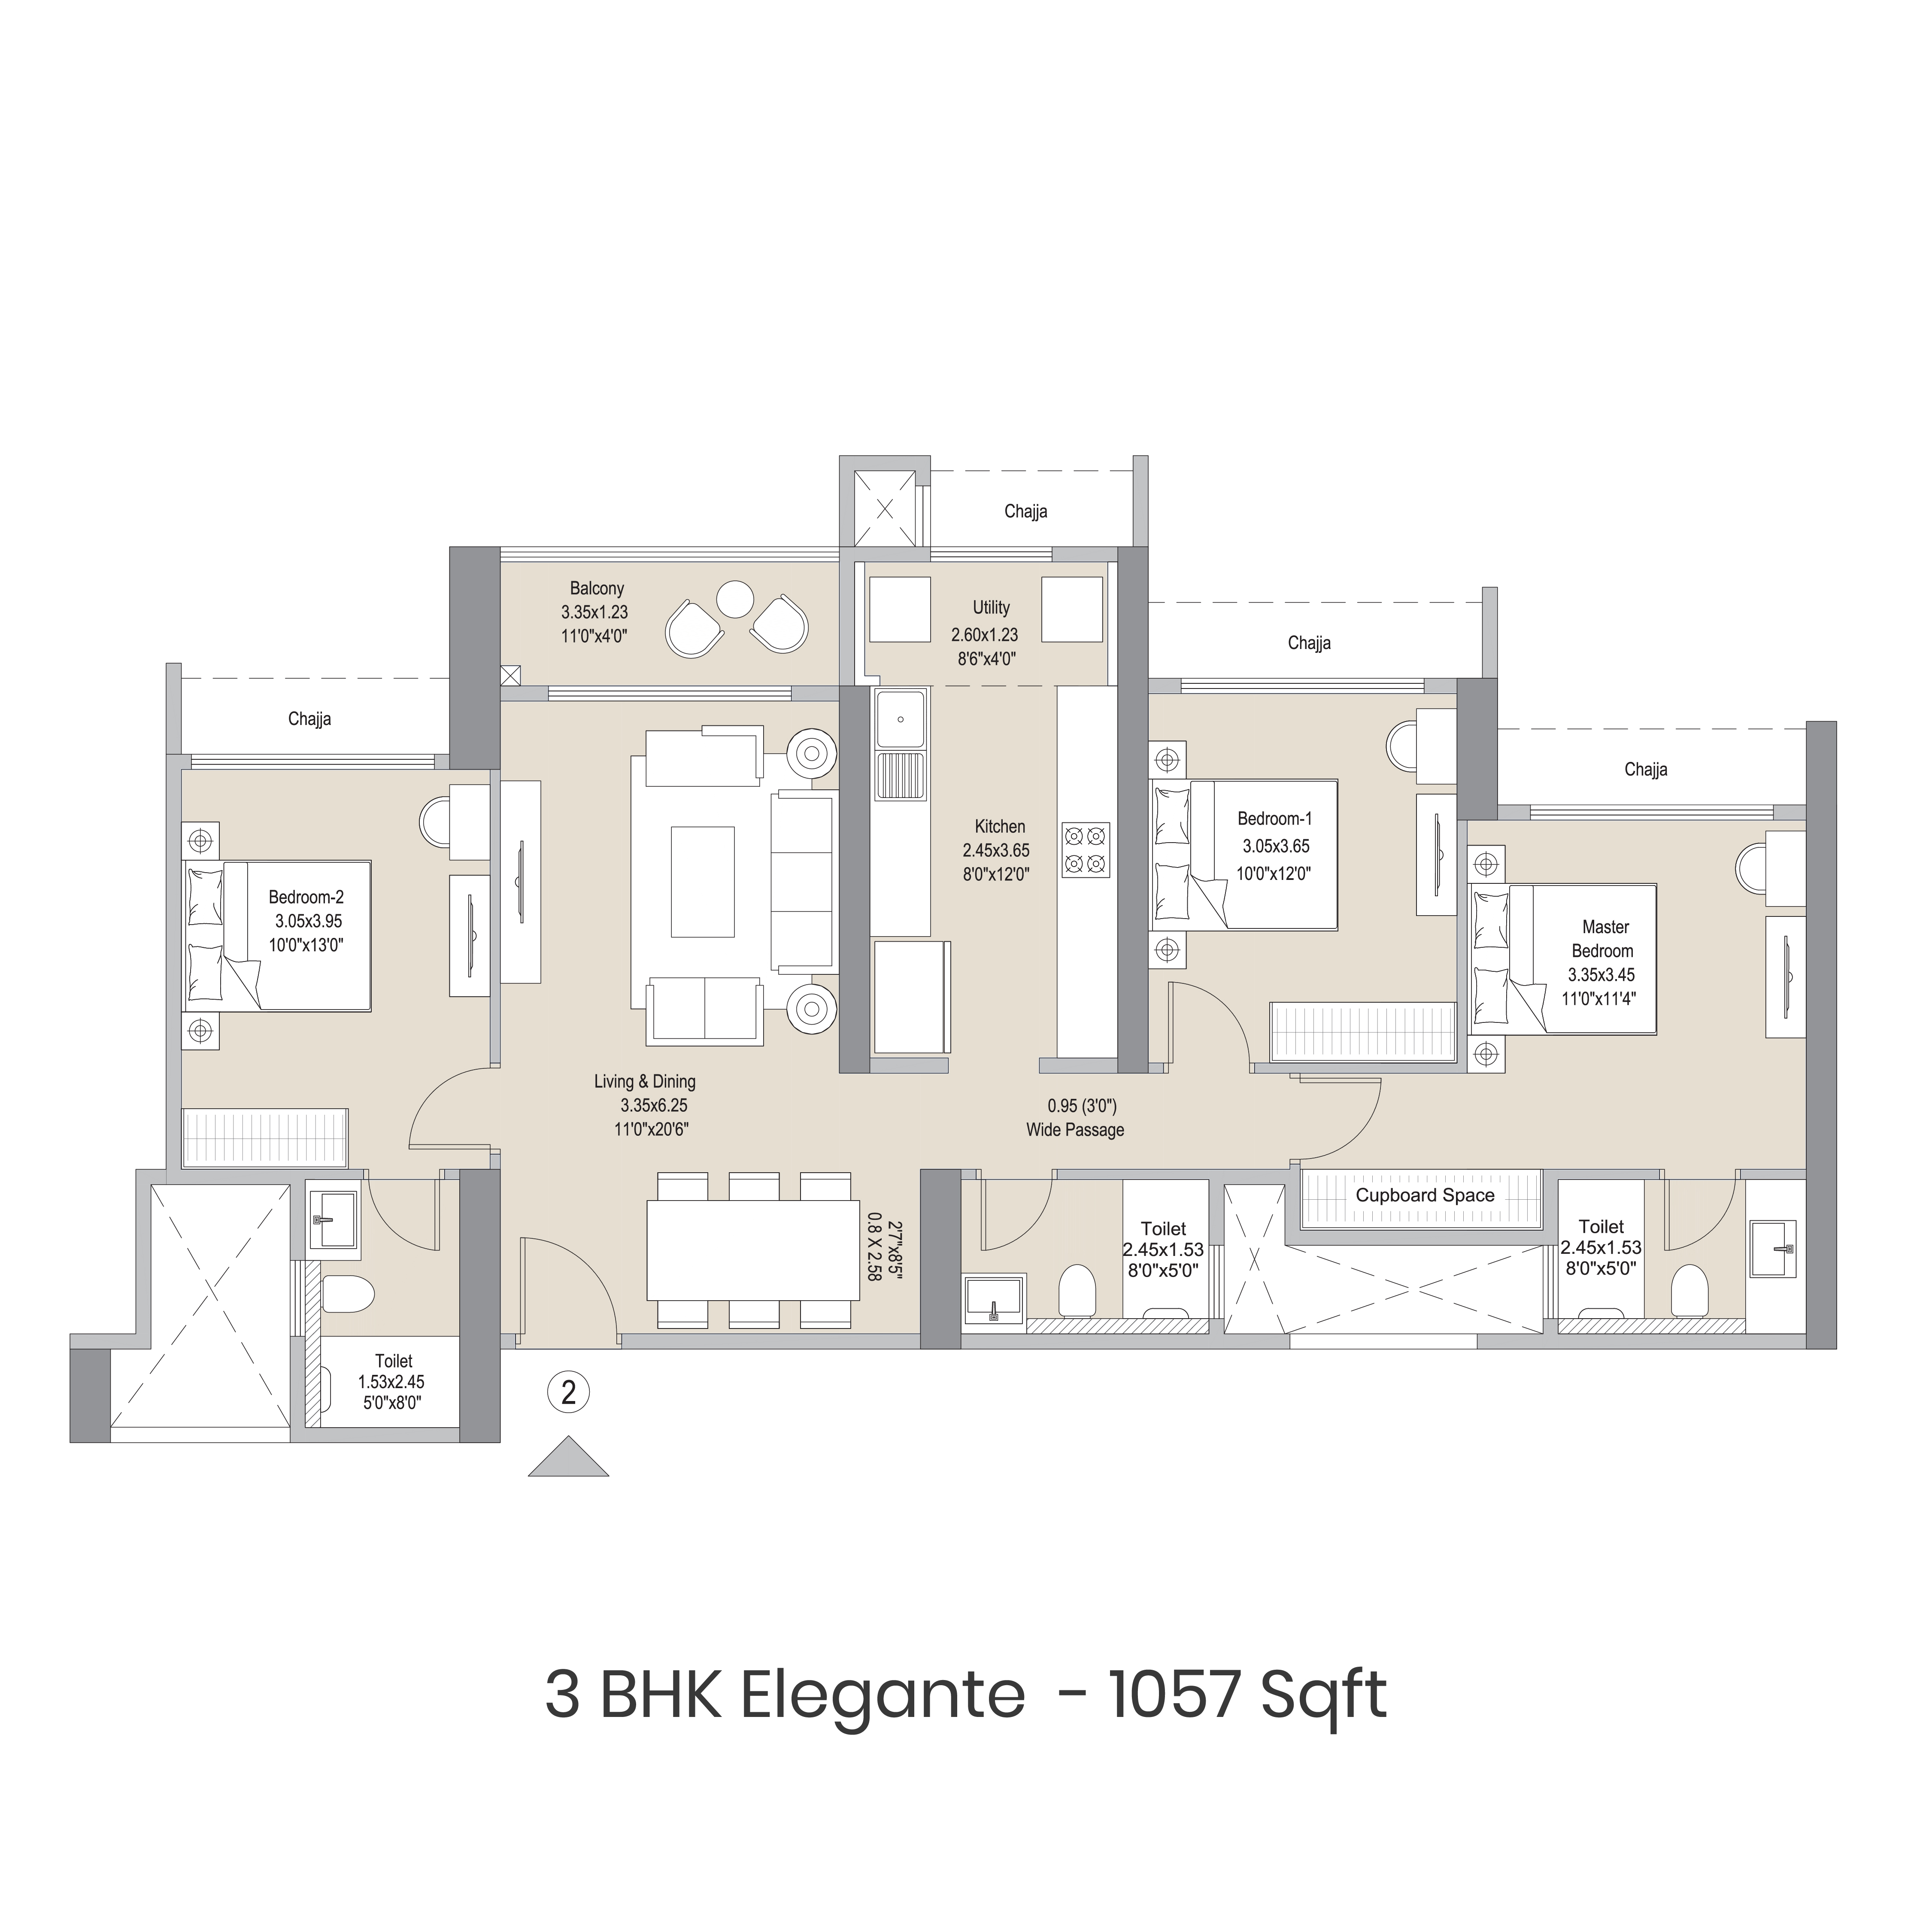 Chajja
Balcony
3.35x1.23
11'0"x4'0"
Utility
2.60x1.23
8'6"x4'0"
Chajja
Chajja
Chajja
Kitchen
2.45x3.65
8'0"x12'0"
Bedroom-1
3.05x3.65
10'0"x12'0"
Bedroom-2
3.05x3.95
10'0"x13'0"
Master
Bedroom
3.35x3.45
11'0"x11'4"
Living & Dining
3.35x6.25
11'0"x20'6"
0.95 (3'0")
Wide Passage
Cupboard Space
2'7"x8'5"
0.8 X 2.58
Toilet
2.45x1.53
8'0"x5'0"
Toilet
2.45x1.53
8'0"x5'0"
Toilet
1.53x2.45
5'0"x8'0"
2
3 BHK Elegante - 1057 Sqft